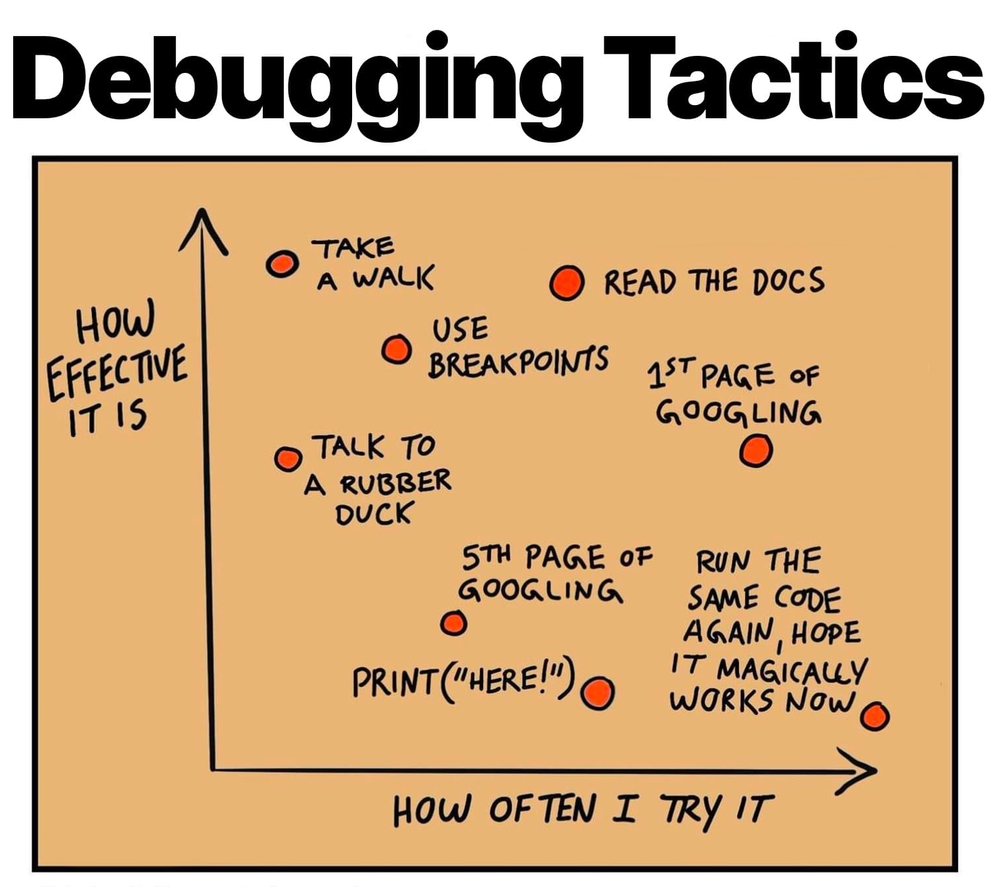 Debugging Tactics
TAKE
A WALK
READ THE DOCS
HOW
EFFECTIVE
IT IS
USE
BREAKPOINTS
1ST PAGE OF
GOOGLING
TALK TO
A RUBBER
DUCK
5TH PAGE OF
GOOGLING
RUN THE
SAME CODE
AGAIN, HOPE
IT MAGICALLY
WORKS NOW
PRINT("HERE!")
HOW OFTEN I TRY IT